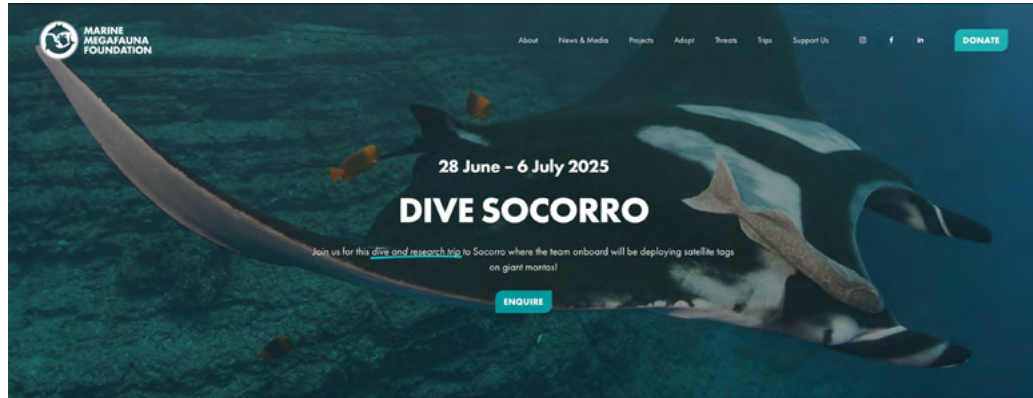 MARINE
MEGAFAUNA
FOUNDATION
About News & Media Projects Adopt Threats Trips Support Us DONATE
28 June – 6 July 2025
DIVE SOCORRO
Join us for this dive and research trip to Socorro where the team onboard will be deploying satellite tags
on giant mantas!
ENQUIRE